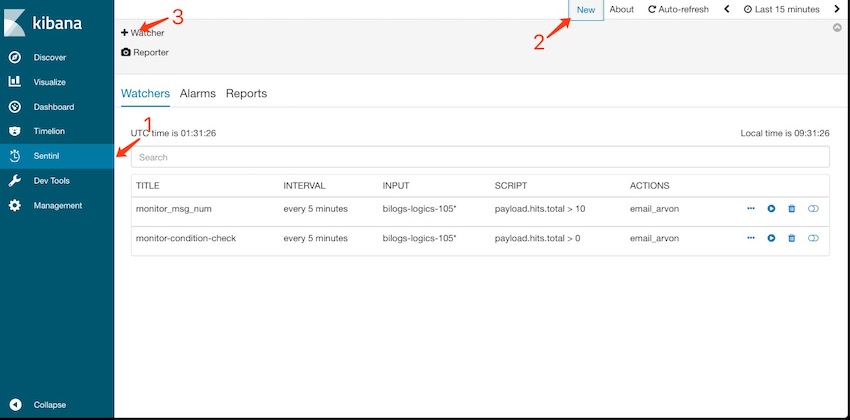 kibana
Discover
Visualize
Dashboard
Timelion
Sentinl
Dev Tools
Management
Collapse
New About Auto-refresh Last 15 minutes
2
3
Watcher
Reporter
Watchers Alarms Reports
1
UTC time is 01:31:26 Local time is 09:31:26
Search
TITLE INTERVAL INPUT SCRIPT ACTIONS
monitor_msg_num every 5 minutes bilogs-logics-105* payload.hits.total > 10 email_arvon
monitor-condition-check every 5 minutes bilogs-logics-105* payload.hits.total > 0 email_arvon